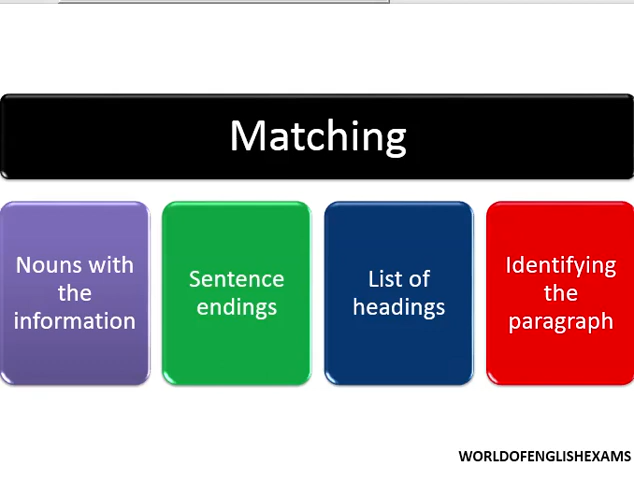 Matching
Nouns with
the
information
Sentence
endings
List of
headings
Identifying
the
paragraph
WORLDOFENGLISHEXAMS